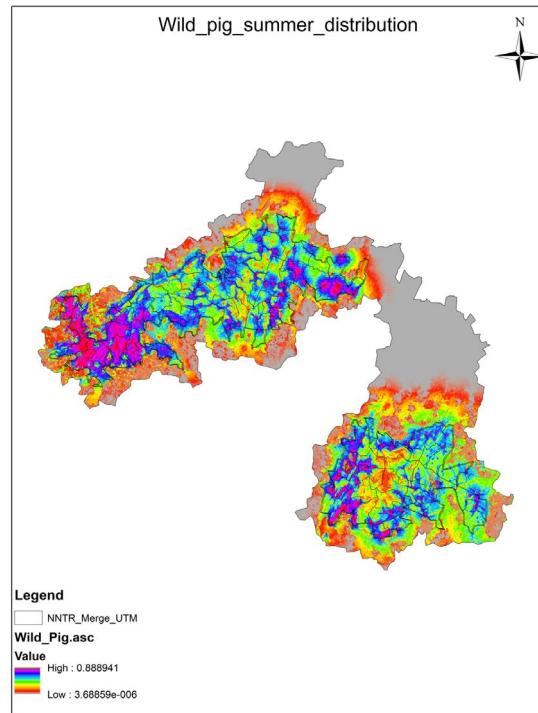 Wild_pig_summer_distribution
N
Legend
NNTR_Merge_UTM
Wild_Pig.asc
Value
High : 0.888941
Low : 3.68859e-006